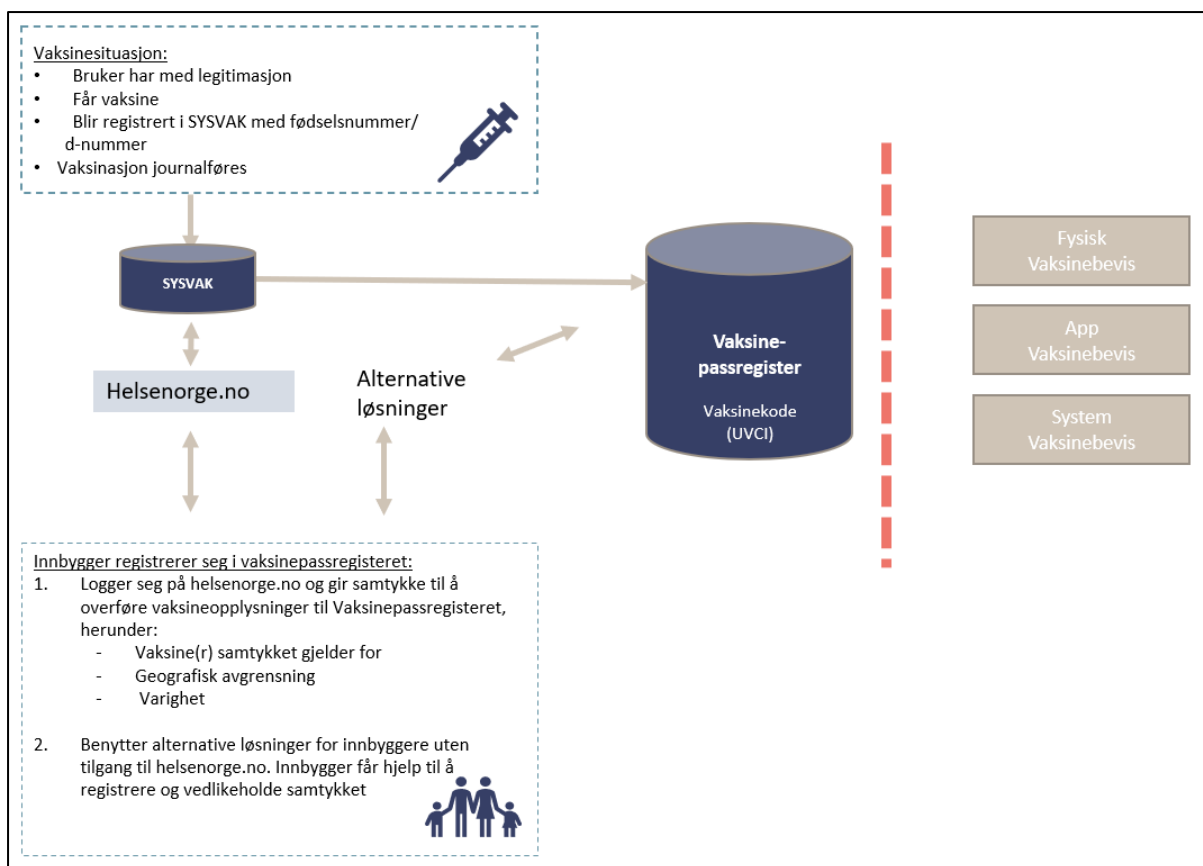 Vaksinesituasjon:
• Bruker har med legitimasjon
• Får vaksine
• Blir registrert i SYSVAK med fødselsnummer/
d-nummer
• Vaksinasjon journalføres
SYSVAK
Helsenorge.no
Alternative
løsninger
Vaksine-
passregister
Vaksinekode
(UVCI)
Fysisk
Vaksinebevis
App
Vaksinebevis
System
Vaksinebevis
Innbygger registrerer seg i vaksinepassregisteret:
1. Logger seg på helsenorge.no og gir samtykke til å
overføre vaksineopplysninger til Vaksinepassregisteret,
herunder:
- Vaksine(r) samtykket gjelder for
- Geografisk avgrensning
- Varighet
2. Benytter alternative løsninger for innbyggere uten
tilgang til helsenorge.no. Innbygger får hjelp til å
registrere og vedlikeholde samtykket